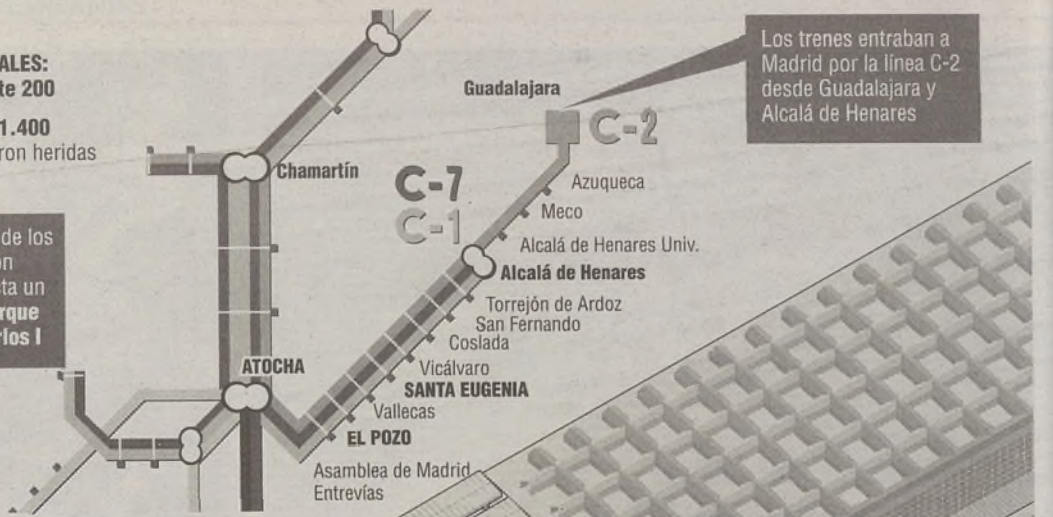 ALES:
te 200
1.400
ron heridas
de los
on
sta un
rque
rlos I
Guadalajara
C-2
Los trenes entraban a
Madrid por la línea C-2
desde Guadalajara y
Alcalá de Henares
Chamartín
C-7
C-1
Azuqueca
Meco
Alcalá de Henares Univ.
Alcalá de Henares
Torrejón de Ardoz
San Fernando
Coslada
Vicálvaro
SANTA EUGENIA
Vallecas
EL POZO
Asamblea de Madrid
Entrevías
ATOCHA